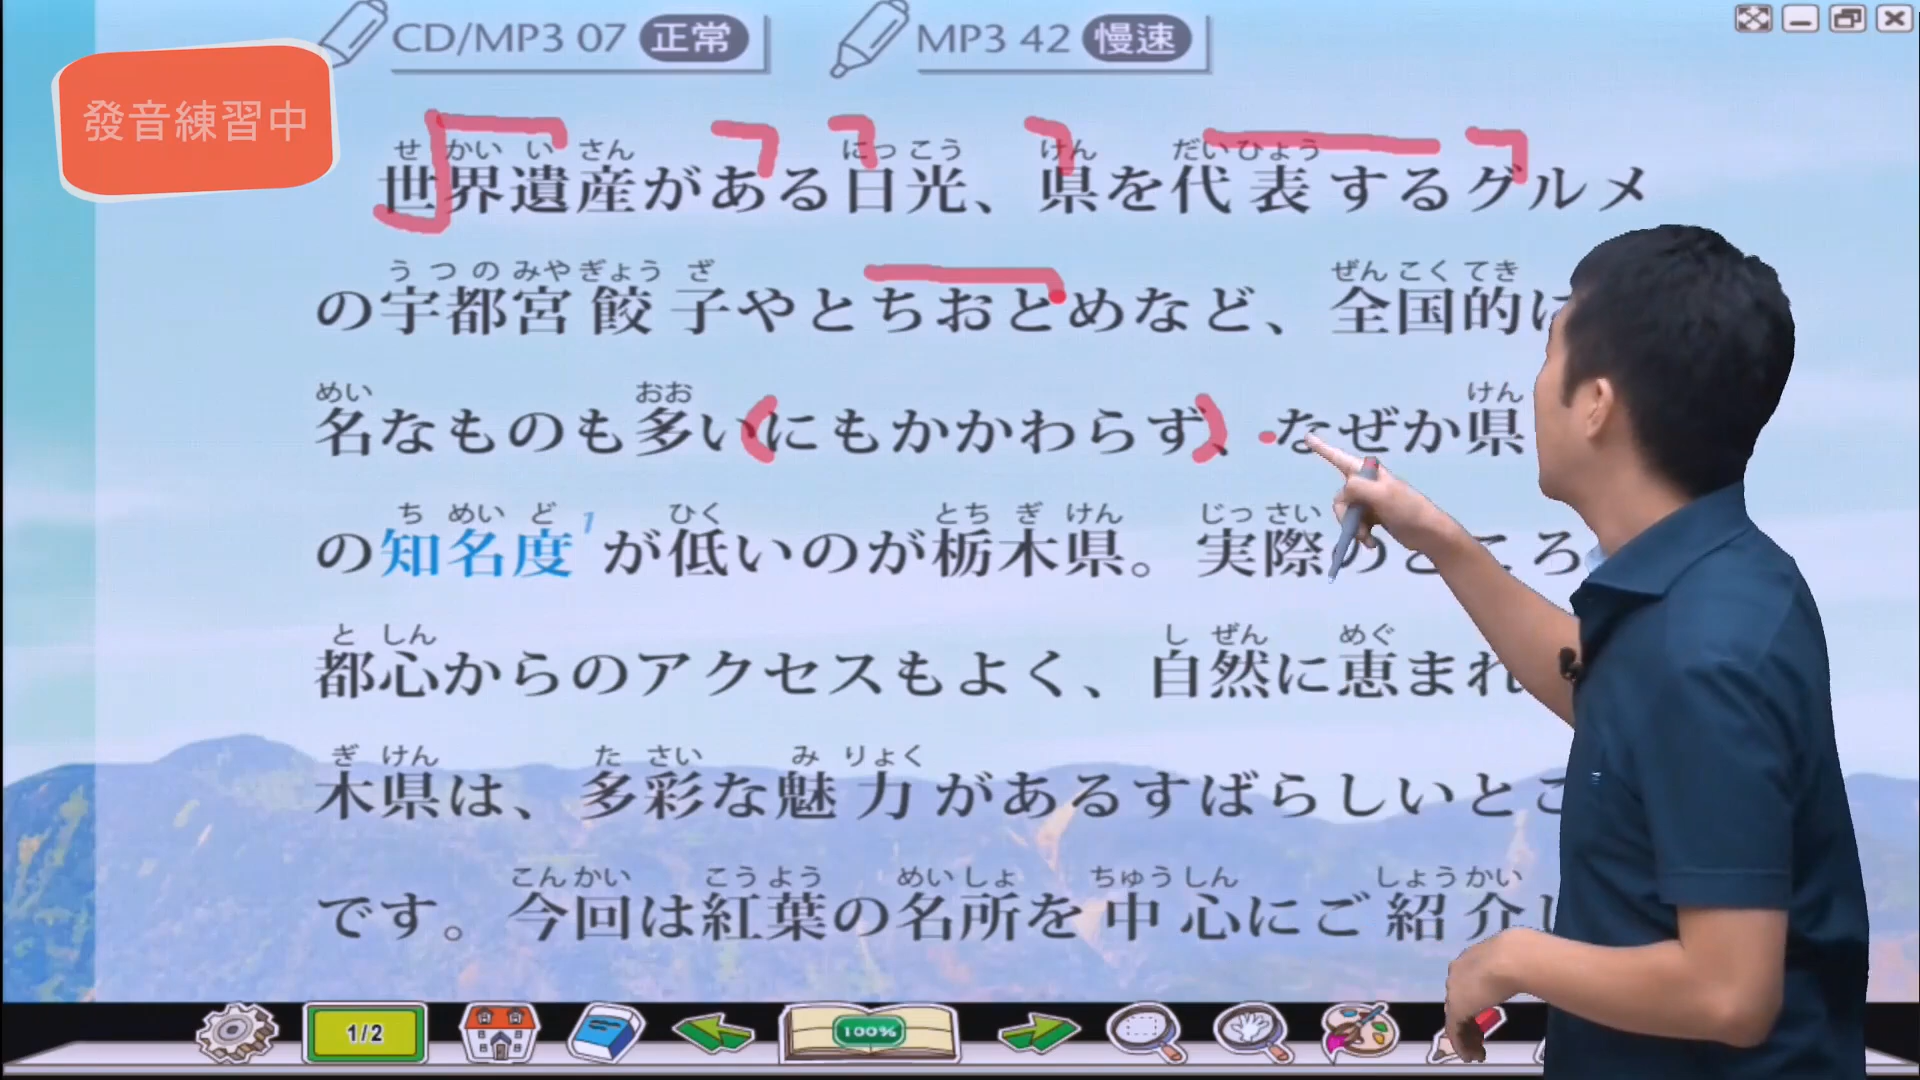 CD/MP3 07 正常
MP3 42 慢速
發音練習中
せ かい い さん にっ こう けん だい ひょう
世界遺産がある日光、県を代表するグルメ
う つ の みや ぎょう ざ ぜん こく てき
の宇都宮餃子やとちおとめなど、全国的に
めい おお けん
名なものも多いにもかかわらず、なぜか県
ち めい ど ひく とち ぎ けん じっ さい
の知名度1が低いのが栃木県。実際のところ
と しん し ぜん めぐ
都心からのアクセスもよく、自然に恵まれ
ぎ けん た さい み りょく
木県は、多彩な魅力があるすばらしいとこ
こん かい こう よう めい しょ ちゅう しん しょう かい
です。今回は紅葉の名所を中心にご紹介し
1/2
100%